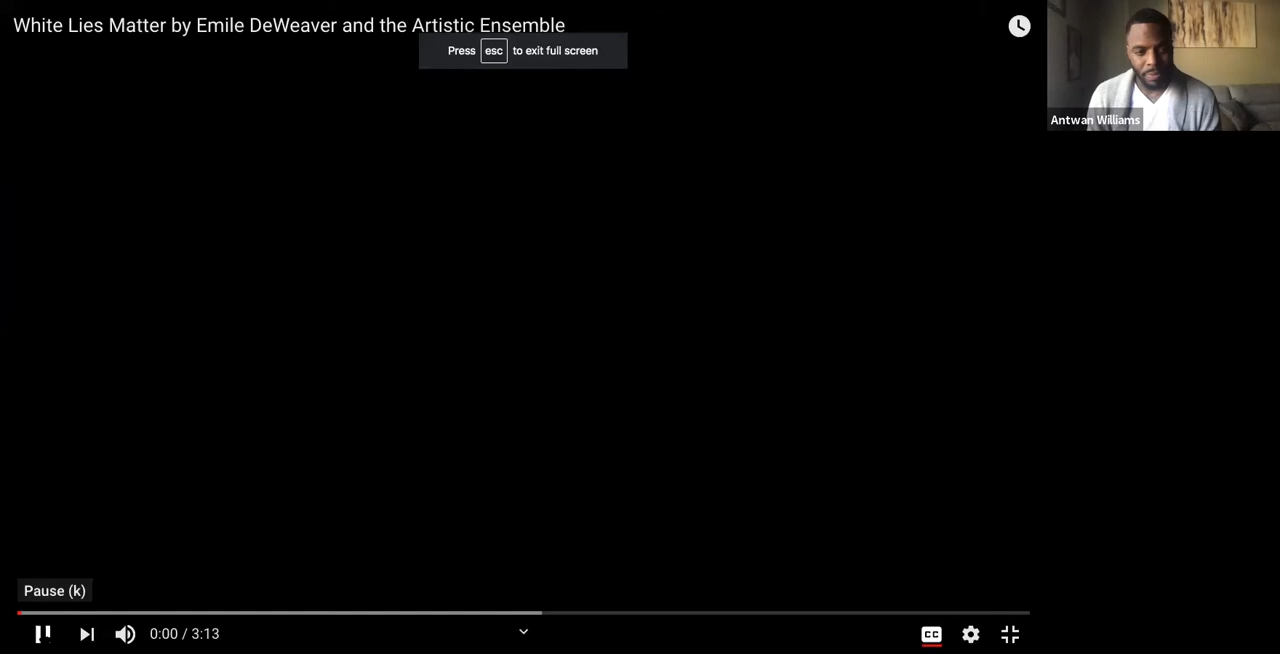 White Lies Matter by Emile DeWeaver and the Artistic Ensemble
Press esc to exit full screen
Antwan Williams
Pause (k)
0:00 / 3:13
CC